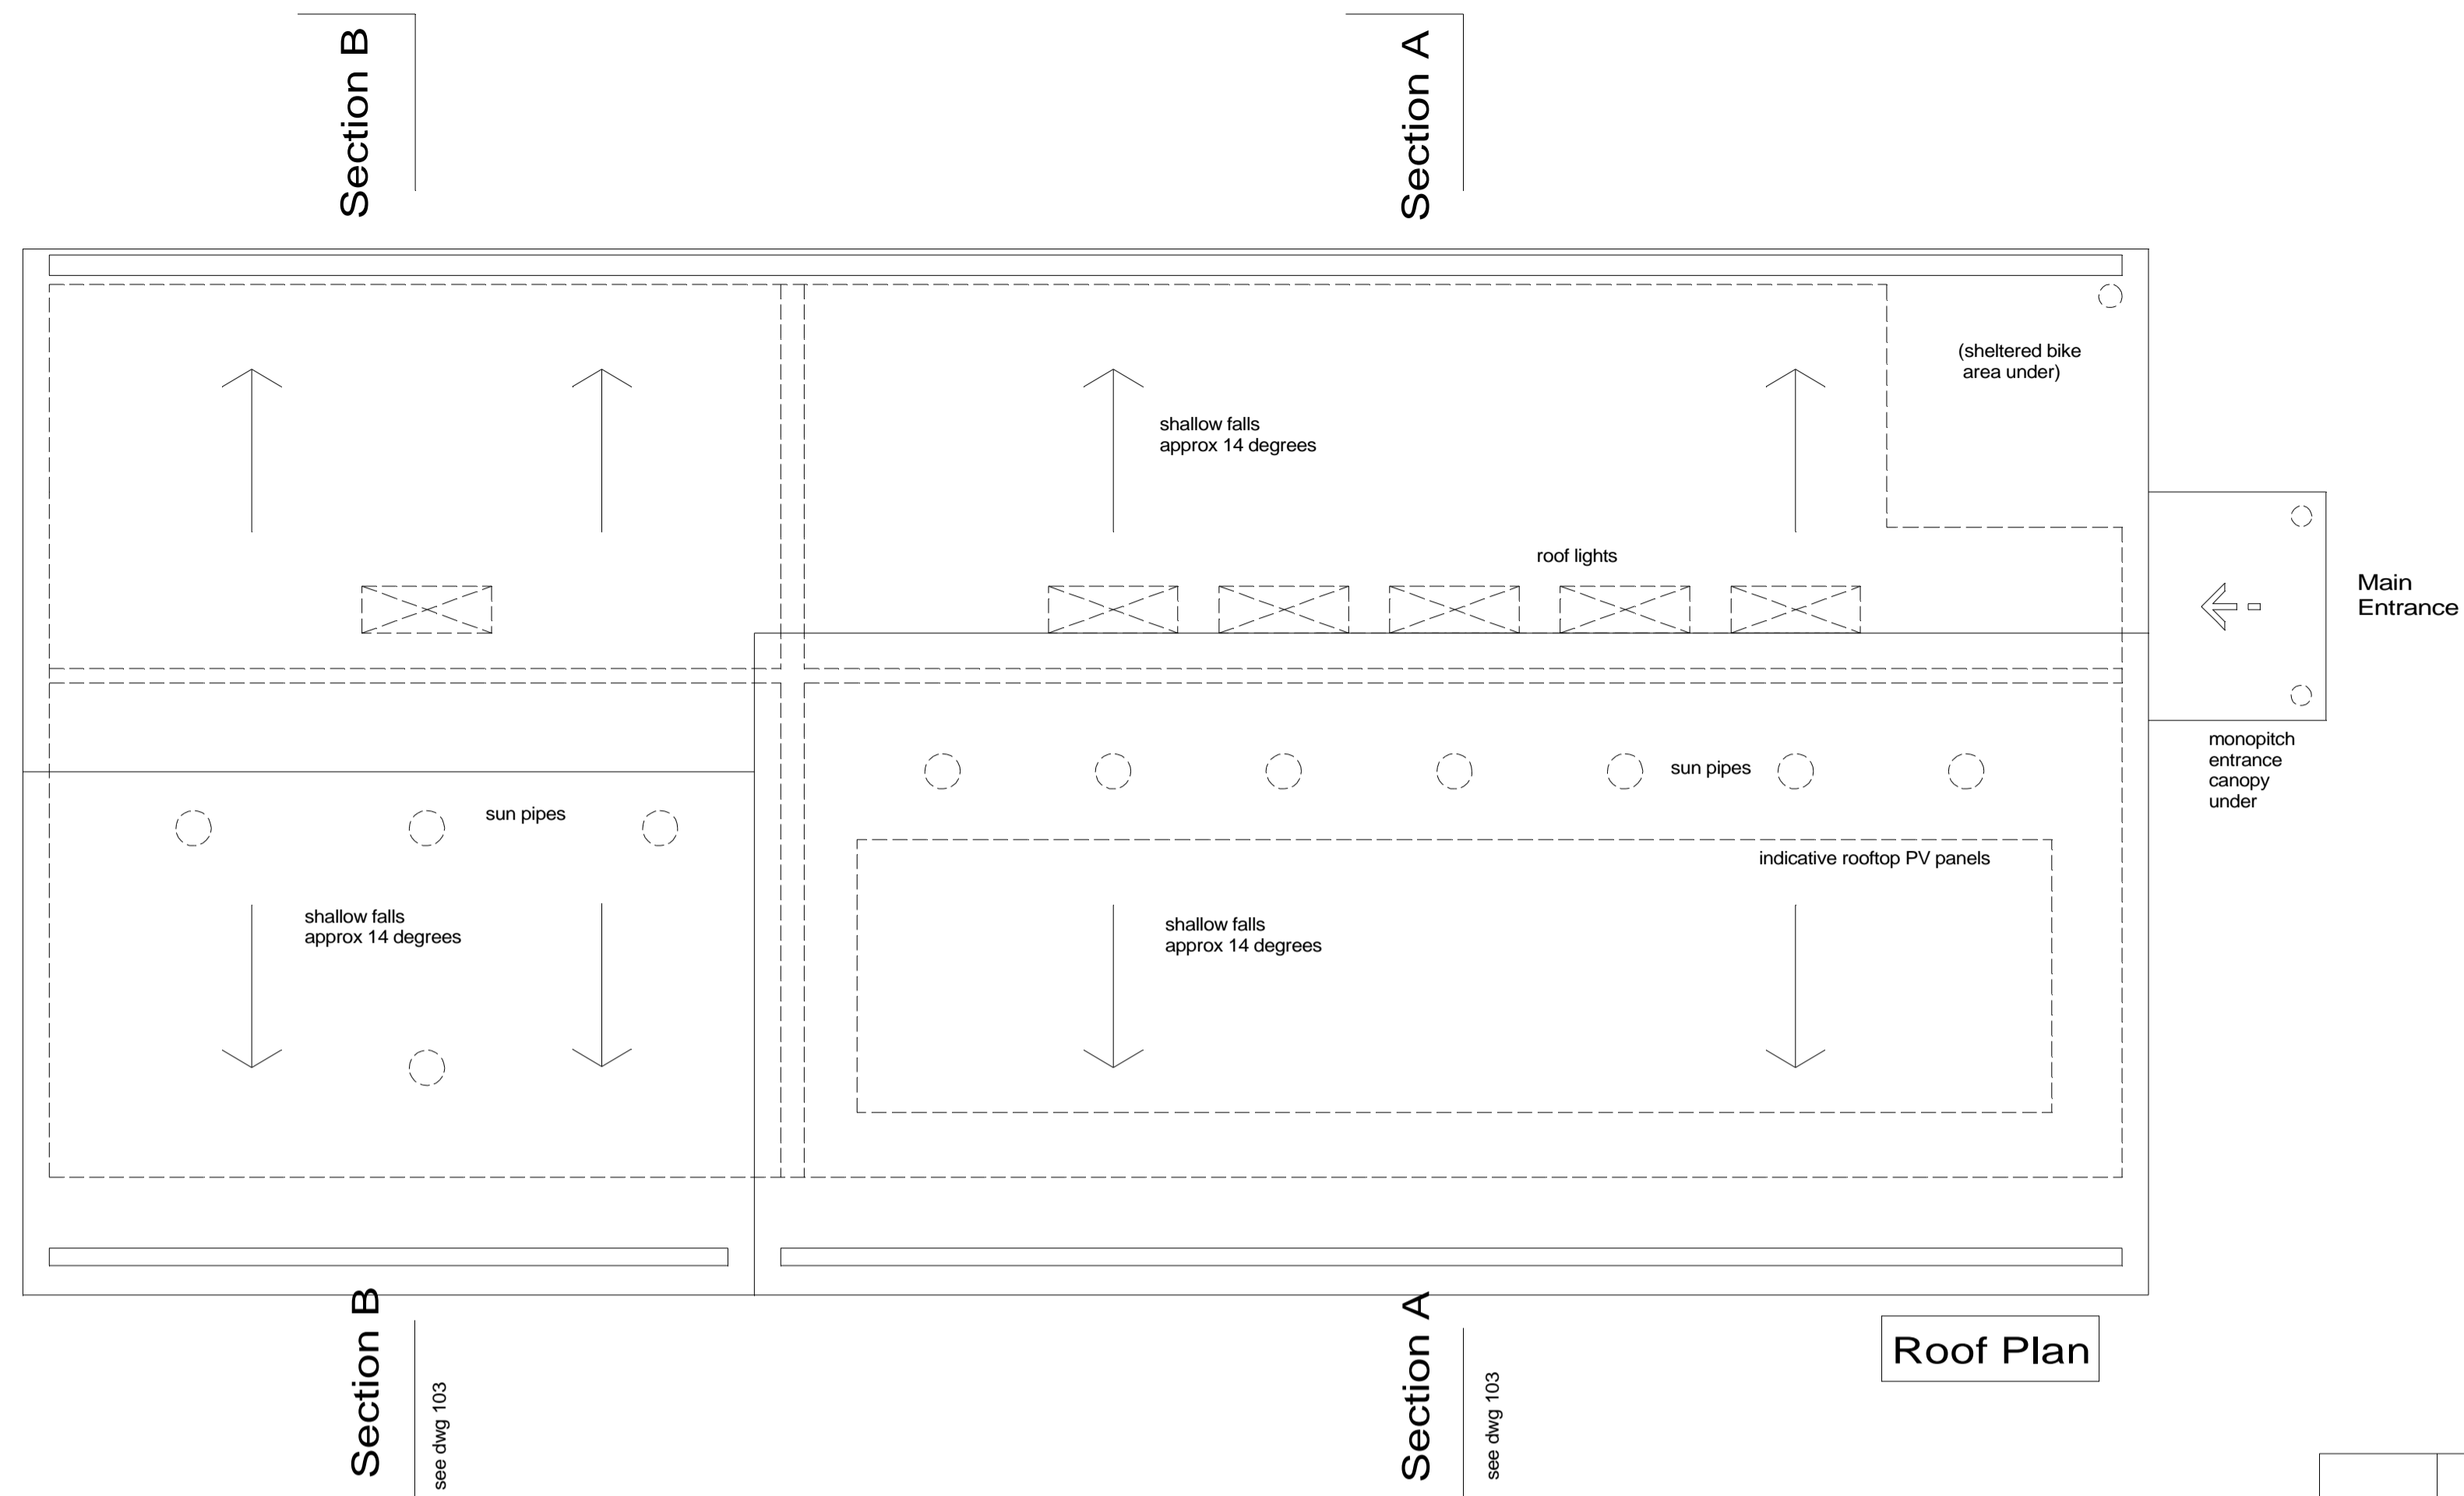 Section B
Section A
(sheltered bike
area under)
shallow falls
approx 14 degrees
roof lights
Main
Entrance
monopitch
entrance
canopy
under
sun pipes
sun pipes
indicative rooftop PV panels
shallow falls
approx 14 degrees
shallow falls
approx 14 degrees
Section B
see dwg 103
Section A
see dwg 103
Roof Plan